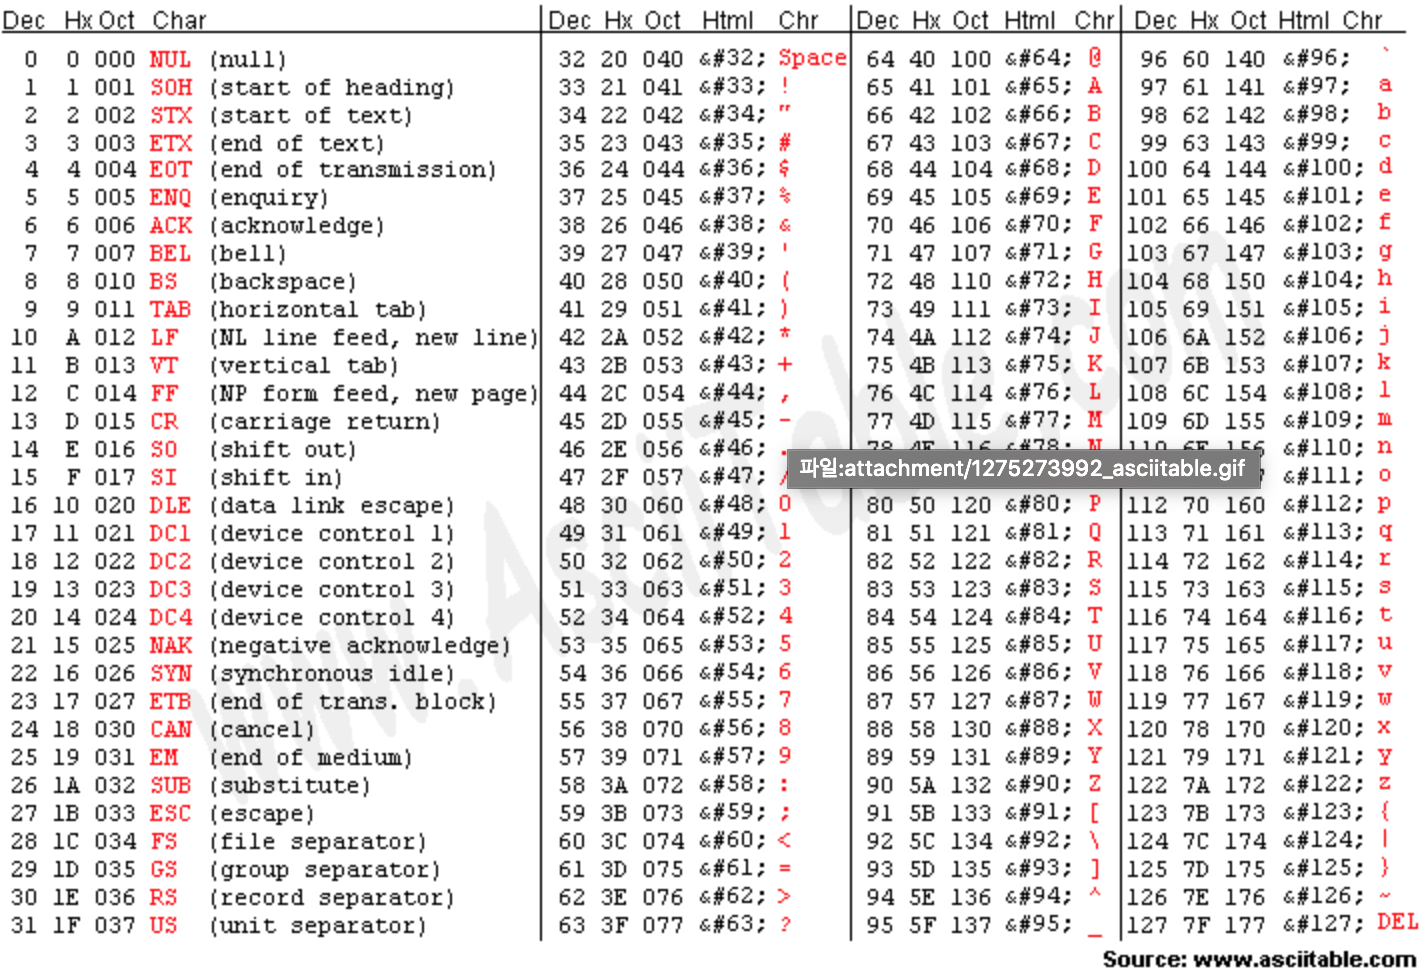 Dec Hx Oct Char Dec Hx Oct Html Chr Dec Hx Oct Html Chr Dec Hx Oct Html Chr
0 0 000 NUL (null) 32 20 040 &#32; Space 64 40 100 &#64; @ 96 60 140 &#96; `
1 1 001 SOH (start of heading) 33 21 041 &#33; ! 65 41 101 &#65; A 97 61 141 &#97; a
2 2 002 STX (start of text) 34 22 042 &#34; " 66 42 102 &#66; B 98 62 142 &#98; b
3 3 003 ETX (end of text) 35 23 043 &#35; # 67 43 103 &#67; C 99 63 143 &#99; c
4 4 004 EOT (end of transmission) 36 24 044 &#36; $ 68 44 104 &#68; D 100 64 144 &#100; d
5 5 005 ENQ (enquiry) 37 25 045 &#37; % 69 45 105 &#69; E 101 65 145 &#101; e
6 6 006 ACK (acknowledge) 38 26 046 &#38; & 70 46 106 &#70; F 102 66 146 &#102; f
7 7 007 BEL (bell) 39 27 047 &#39; ' 71 47 107 &#71; G 103 67 147 &#103; g
8 8 010 BS (backspace) 40 28 050 &#40; ( 72 48 110 &#72; H 104 68 150 &#104; h
9 9 011 TAB (horizontal tab) 41 29 051 &#41; ) 73 49 111 &#73; I 105 69 151 &#105; i
10 A 012 LF (NL line feed, new line) 42 2A 052 &#42; * 74 4A 112 &#74; J 106 6A 152 &#106; j
11 B 013 VT (vertical tab) 43 2B 053 &#43; + 75 4B 113 &#75; K 107 6B 153 &#107; k
12 C 014 FF (NP form feed, new page) 44 2C 054 &#44; , 76 4C 114 &#76; L 108 6C 154 &#108; l
13 D 015 CR (carriage return) 45 2D 055 &#45; - 77 4D 115 &#77; M 109 6D 155 &#109; m
14 E 016 SO (shift out) 46 2E 056 &#46; . 78 4E 116 &#78; N 110 6E 156 &#110; n
15 F 017 SI (shift in) 47 2F 057 &#47; / &#111; o
파일:attachment/1275273992_asciitable.gif
16 10 020 DLE (data link escape) 48 30 060 &#48; 0 80 50 120 &#80; P 112 70 160 &#112; p
17 11 021 DC1 (device control 1) 49 31 061 &#49; 1 81 51 121 &#81; Q 113 71 161 &#113; q
18 12 022 DC2 (device control 2) 50 32 062 &#50; 2 82 52 122 &#82; R 114 72 162 &#114; r
19 13 023 DC3 (device control 3) 51 33 063 &#51; 3 83 53 123 &#83; S 115 73 163 &#115; s
20 14 024 DC4 (device control 4) 52 34 064 &#52; 4 84 54 124 &#84; T 116 74 164 &#116; t
21 15 025 NAK (negative acknowledge) 53 35 065 &#53; 5 85 55 125 &#85; U 117 75 165 &#117; u
22 16 026 SYN (synchronous idle) 54 36 066 &#54; 6 86 56 126 &#86; V 118 76 166 &#118; v
23 17 027 ETB (end of trans. block) 55 37 067 &#55; 7 87 57 127 &#87; W 119 77 167 &#119; w
24 18 030 CAN (cancel) 56 38 070 &#56; 8 88 58 130 &#88; X 120 78 170 &#120; x
25 19 031 EM (end of medium) 57 39 071 &#57; 9 89 59 131 &#89; Y 121 79 171 &#121; y
26 1A 032 SUB (substitute) 58 3A 072 &#58; : 90 5A 132 &#90; Z 122 7A 172 &#122; z
27 1B 033 ESC (escape) 59 3B 073 &#59; ; 91 5B 133 &#91; [ 123 7B 173 &#123; {
28 1C 034 FS (file separator) 60 3C 074 &#60; < 92 5C 134 &#92; \ 124 7C 174 &#124; |
29 1D 035 GS (group separator) 61 3D 075 &#61; = 93 5D 135 &#93; ] 125 7D 175 &#125; }
30 1E 036 RS (record separator) 62 3E 076 &#62; > 94 5E 136 &#94; ^ 126 7E 176 &#126; ~
31 1F 037 US (unit separator) 63 3F 077 &#63; ? 95 5F 137 &#95; _ 127 7F 177 &#127; DEL
www.AsciiTable.com
Source: www.asciitable.com